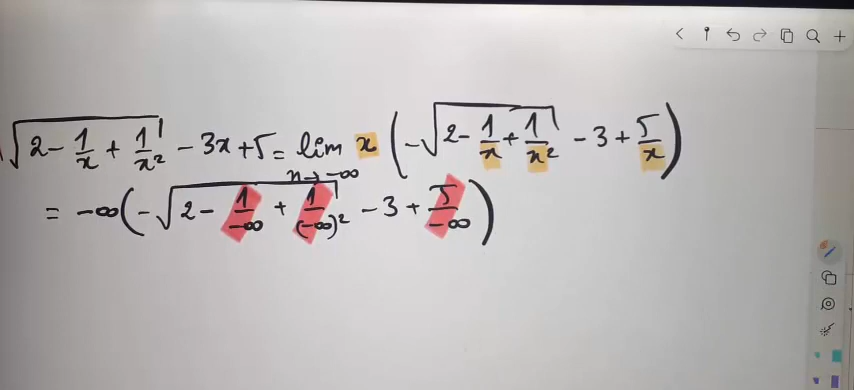 √(2 - 1/x + 1/x²) - 3x + 5 = lim x→-∞ x (-√(2 - 1/x + 1/x²) - 3 + 5/x)
= -∞ (-√(2 - 1/-∞ + 1/(-∞)²) - 3 + 5/-∞)